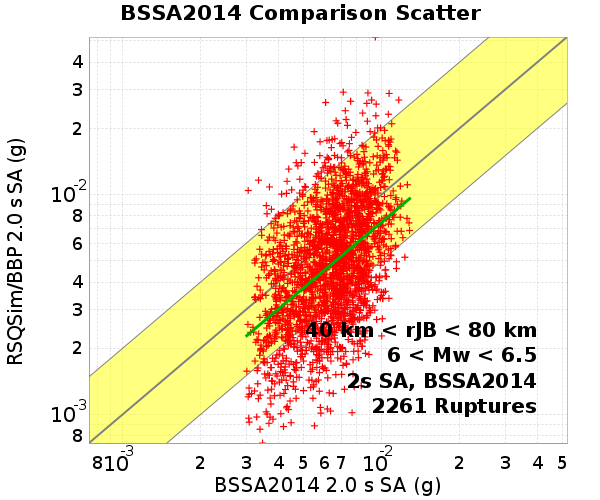 BSSA2014 Comparison Scatter
RSQSim/BBP 2.0 s SA (g)
4
3
2
10-2
8
6
4
3
2
10-3
8
40 km < rJB < 80 km
6 < Mw < 6.5
2s SA, BSSA2014
2261 Ruptures
8 10-3 2 3 4 5 6 7 10-2 2 3 4 5
BSSA2014 2.0 s SA (g)